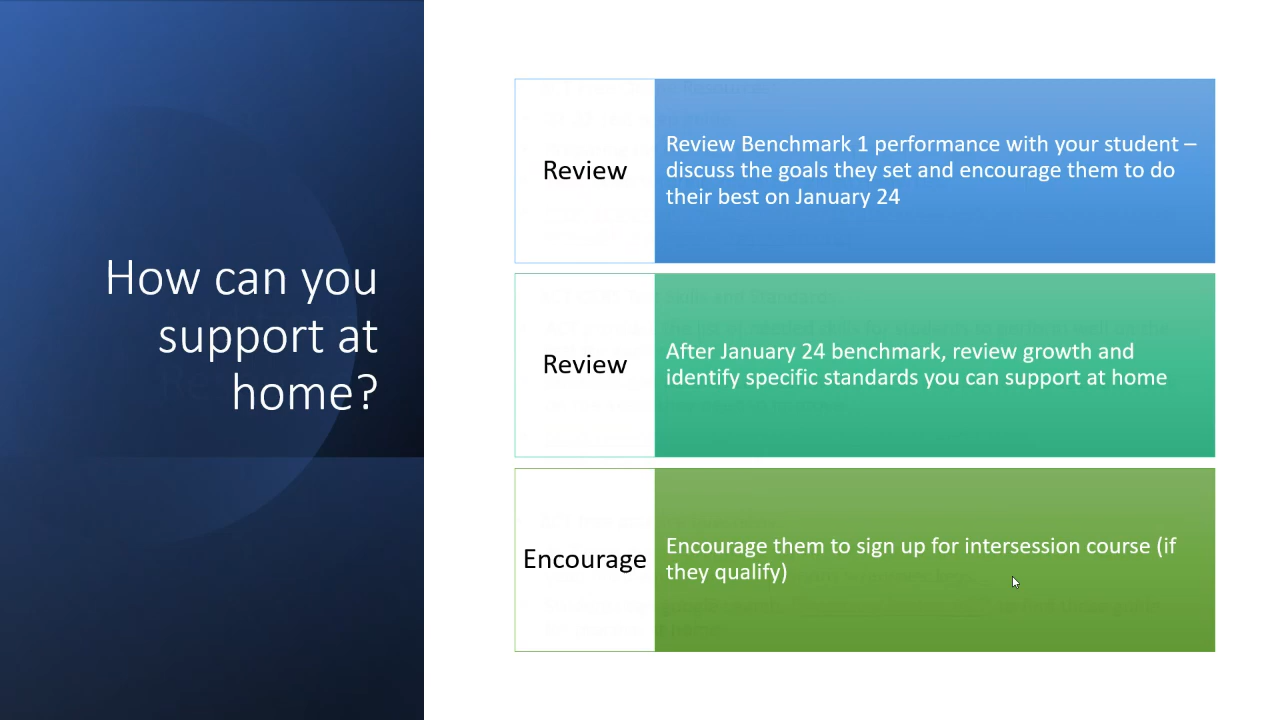 How can you
support at
home?
Review
Review Benchmark 1 performance with your student –
discuss the goals they set and encourage them to do
their best on January 24
Review
After January 24 benchmark, review growth and
identify specific standards you can support at home
Encourage
Encourage them to sign up for intersession course (if
they qualify)